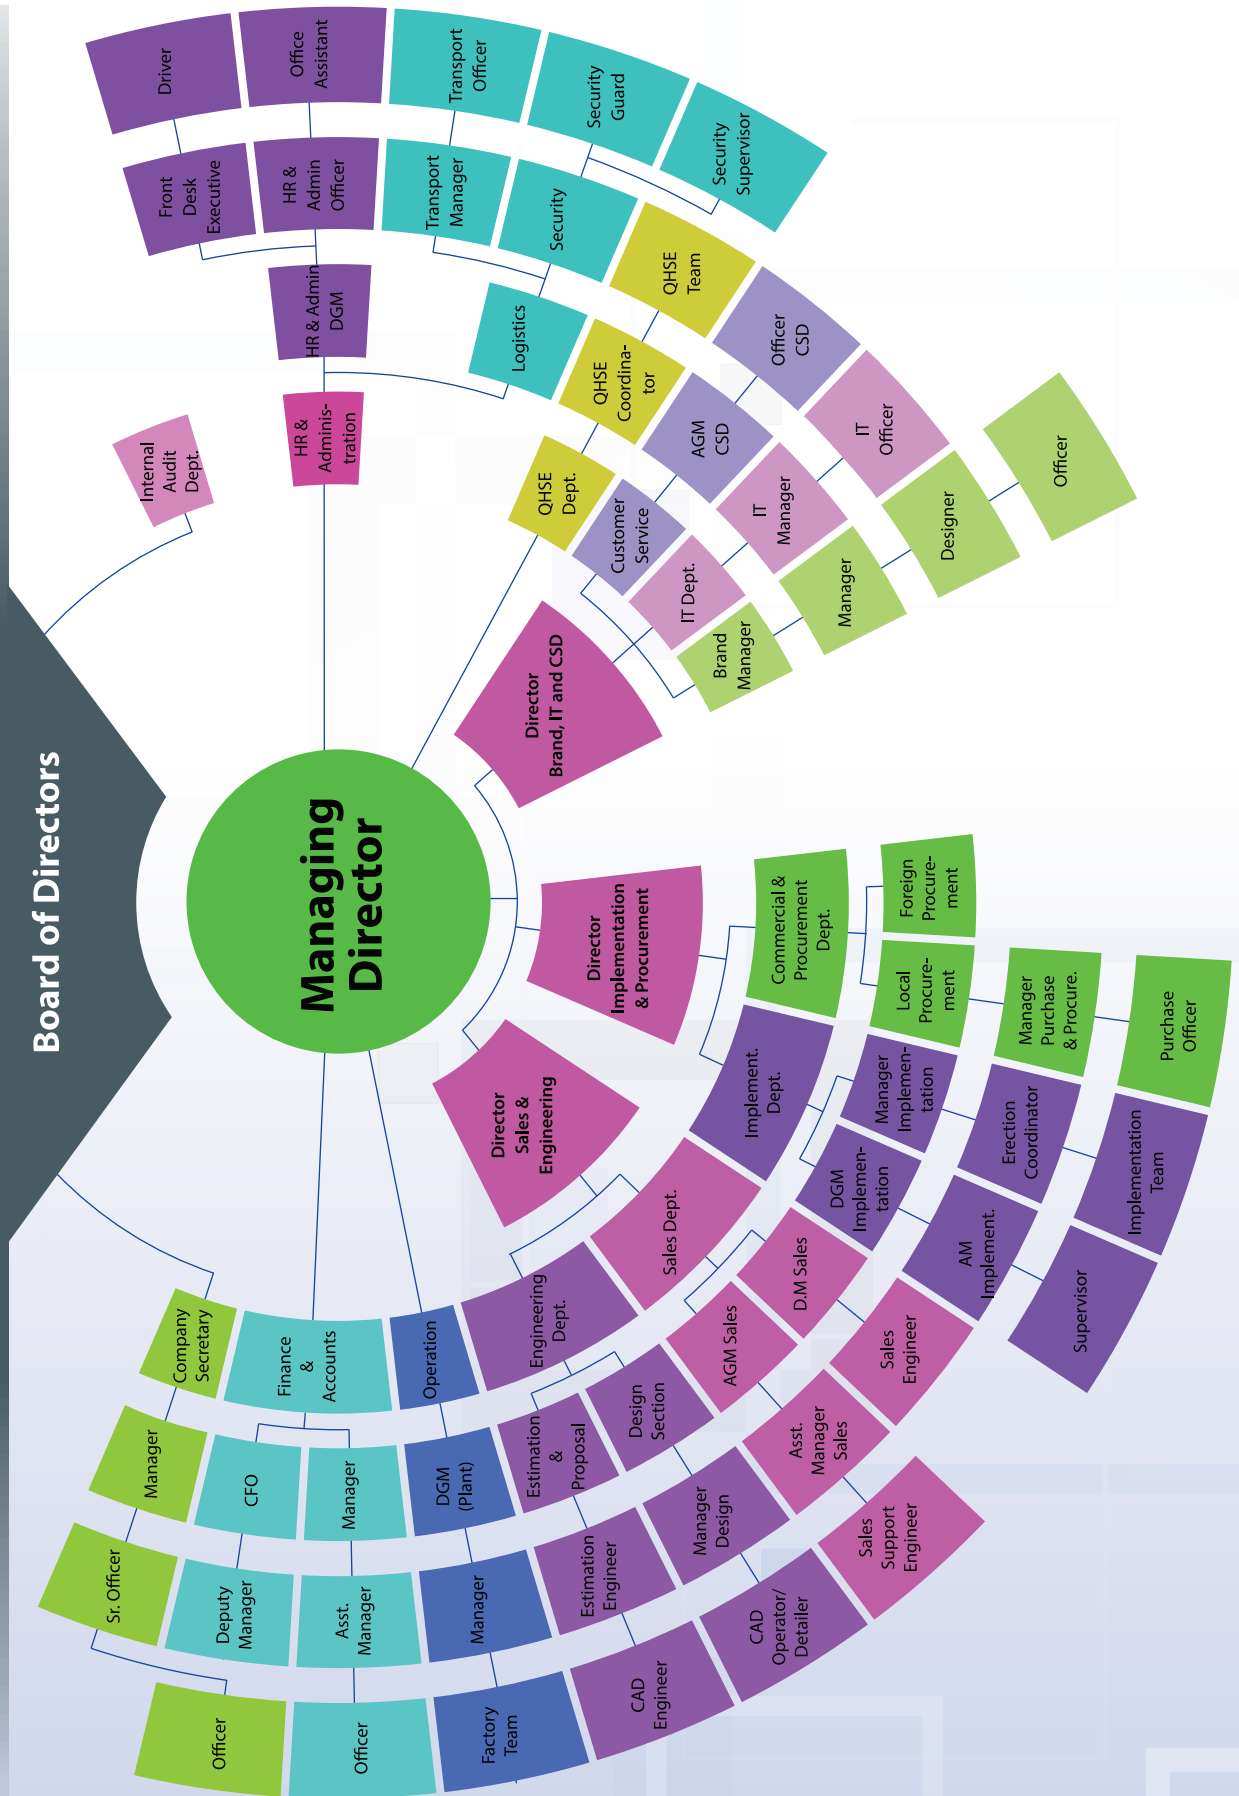 Board of Directors
Managing
Director
Internal
Audit
Dept.
Company
Secretary
Manager
Sr. Officer
Officer
Finance
&
Accounts
CFO
Deputy
Manager
Manager
Asst.
Manager
Officer
Operation
DGM
(Plant)
Manager
Factory
Team
Director
Sales &
Engineering
Engineering
Dept.
Estimation
&
Proposal
Estimation
Engineer
CAD
Engineer
Design
Section
Manager
Design
CAD
Operator/
Detailer
Sales Dept.
AGM Sales
Asst.
Manager
Sales
Sales
Support
Engineer
D.M Sales
Sales
Engineer
Director
Implementation
& Procurement
Implement.
Dept.
DGM
Implemen-
tation
AM
Implement.
Supervisor
Manager
Implemen-
tation
Erection
Coordinator
Implementation
Team
Commercial &
Procurement
Dept.
Local
Procure-
ment
Manager
Purchase
& Procure.
Purchase
Officer
Foreign
Procure-
ment
Director
Brand, IT and CSD
Brand
Manager
Manager
Designer
Officer
IT Dept.
IT
Manager
IT
Officer
Customer
Service
AGM
CSD
Officer
CSD
QHSE
Dept.
QHSE
Coordina-
tor
QHSE
Team
HR &
Adminis-
tration
HR & Admin
DGM
Front
Desk
Executive
Driver
HR &
Admin
Officer
Office
Assistant
Logistics
Transport
Manager
Transport
Officer
Security
Security
Guard
Security
Supervisor